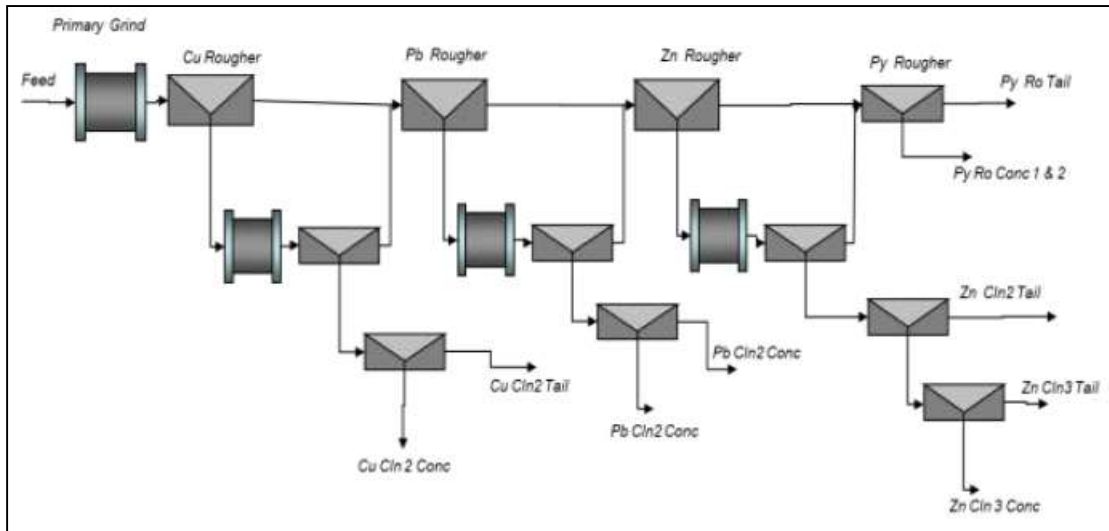 Primary Grind
Feed
Cu Rougher
Pb Rougher
Zn Rougher
Py Rougher
Py Ro Tail
Py Ro Conc 1 & 2
Zn Cln2 Tail
Pb Cln2 Conc
Cu Cln2 Tail
Zn Cln3 Tail
Pb Cln2 Conc
Cu Cln 2 Conc
Zn Cln 3 Conc